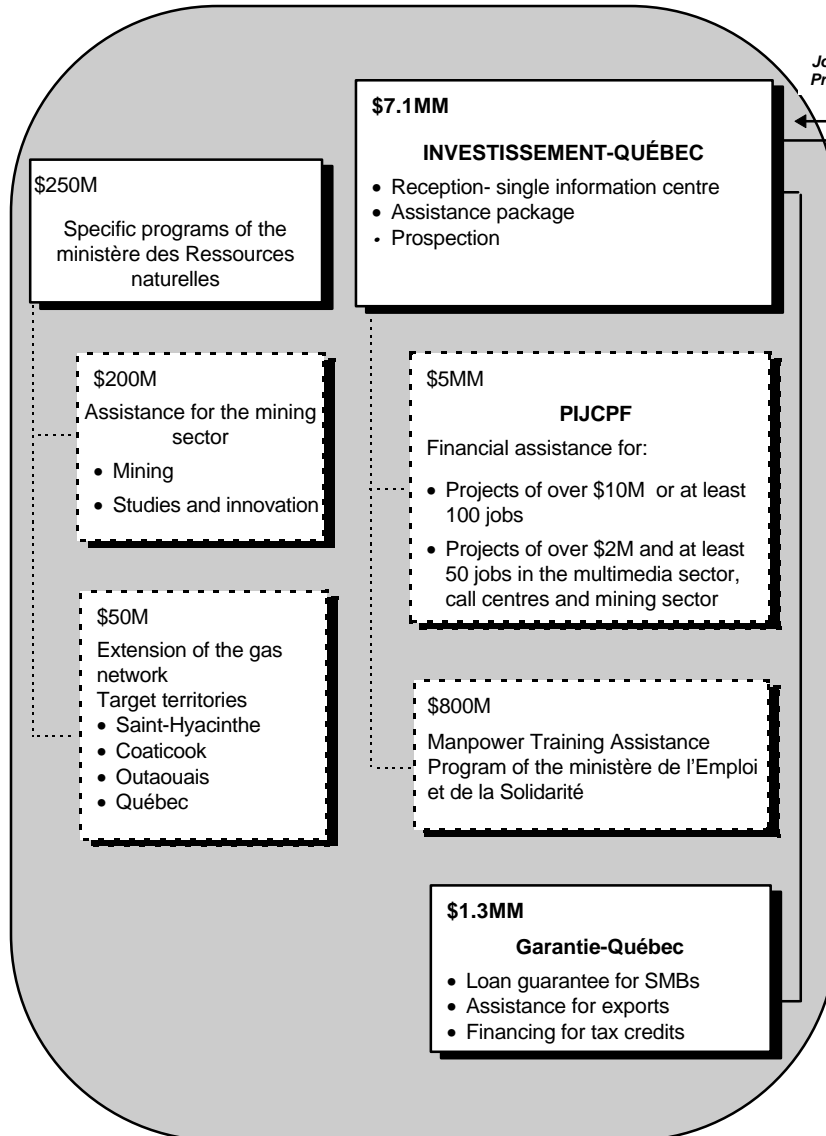 $7.1MM
INVESTISSEMENT-QUÉBEC
• Reception- single information centre
• Assistance package
• Prospection
$250M
Specific programs of the
ministère des Ressources
naturelles
$200M
Assistance for the mining
sector
• Mining
• Studies and innovation
$50M
Extension of the gas
network
Target territories
• Saint-Hyacinthe
• Coaticook
• Outaouais
• Québec
$5MM
PIJCPF
Financial assistance for:
• Projects of over $10M or at least
100 jobs
• Projects of over $2M and at least
50 jobs in the multimedia sector,
call centres and mining sector
$800M
Manpower Training Assistance
Program of the ministère de l'Emploi
et de la Solidarité
$1.3MM
Garantie-Québec
• Loan guarantee for SMBs
• Assistance for exports
• Financing for tax credits